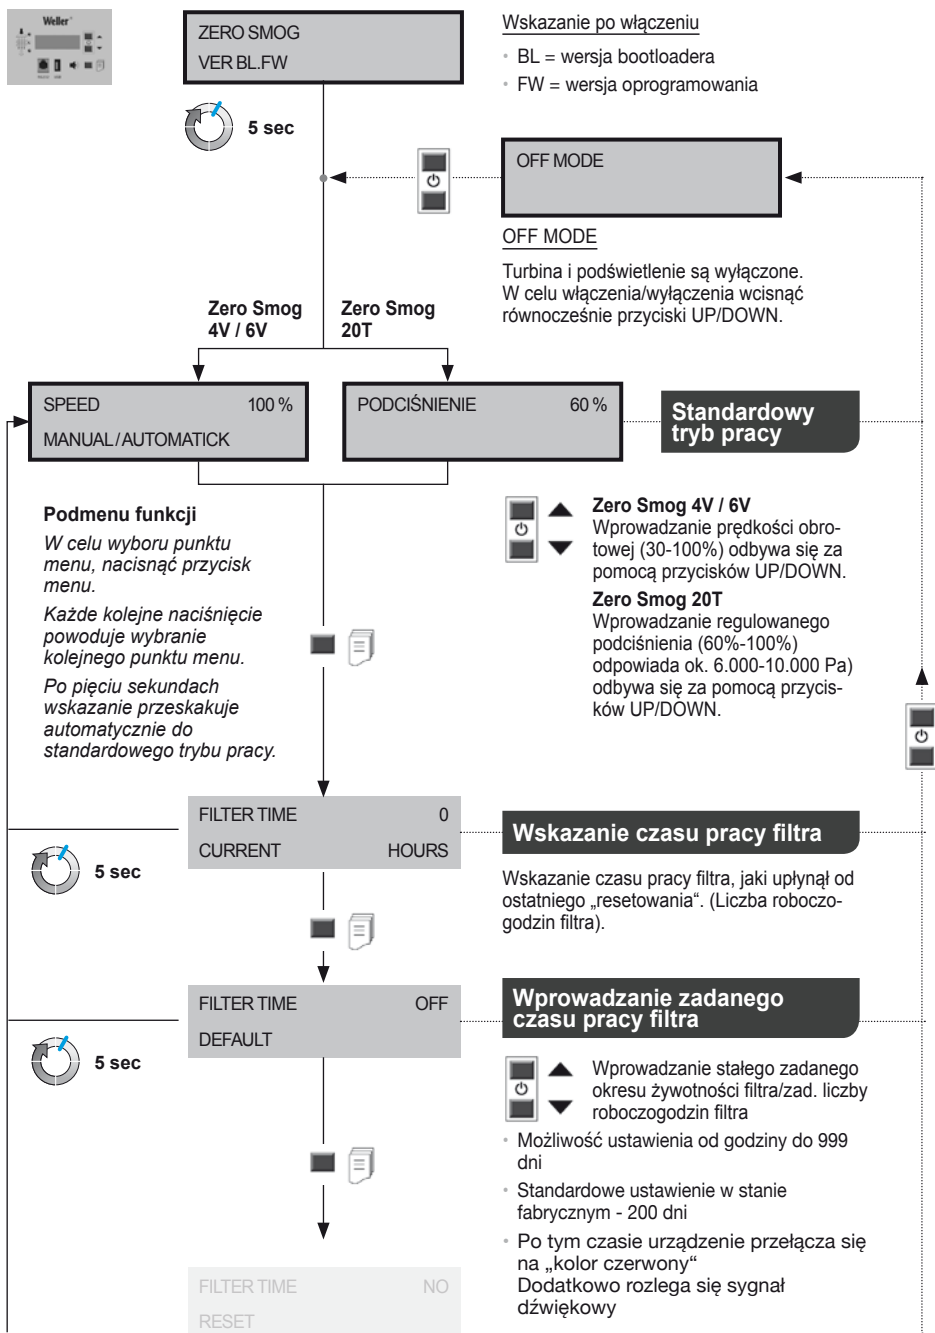 Weller
ZERO SMOG
VER BL.FW
Wskazanie po włączeniu
• BL = wersja bootloadera
• FW = wersja oprogramowania
5 sec
OFF MODE
OFF MODE
Turbina i podświetlenie są wyłączone.
W celu włączenia/wyłączenia wcisnąć
równocześnie przyciski UP/DOWN.
Zero Smog
4V / 6V
Zero Smog
20T
SPEED 100 %
MANUAL/AUTOMATICK
PODCIŚNIENIE 60 %
Standardowy
tryb pracy
Podmenu funkcji
W celu wyboru punktu
menu, nacisnąć przycisk
menu.
Każde kolejne naciśnięcie
powoduje wybranie
kolejnego punktu menu.
Po pięciu sekundach
wskazanie przeskakuje
automatycznie do
standardowego trybu pracy.
Zero Smog 4V / 6V
Wprowadzanie prędkości obro-
towej (30-100%) odbywa się za
pomocą przycisków UP/DOWN.
Zero Smog 20T
Wprowadzanie regulowanego
podciśnienia (60%-100%)
odpowiada ok. 6.000-10.000 Pa)
odbywa się za pomocą przycis-
ków UP/DOWN.
FILTER TIME 0
CURRENT HOURS
5 sec
Wskazanie czasu pracy filtra
Wskazanie czasu pracy filtra, jaki upłynął od
ostatniego „resetowania“. (Liczba roboczo-
godzin filtra).
FILTER TIME OFF
DEFAULT
5 sec
Wprowadzanie zadanego
czasu pracy filtra
Wprowadzanie stałego zadanego
okresu żywotności filtra/zad. liczby
roboczogodzin filtra
• Możliwość ustawienia od godziny do 999
dni
• Standardowe ustawienie w stanie
fabrycznym - 200 dni
• Po tym czasie urządzenie przełącza się
na „kolor czerwony“
Dodatkowo rozlega się sygnał
dźwiękowy
FILTER TIME NO
RESET